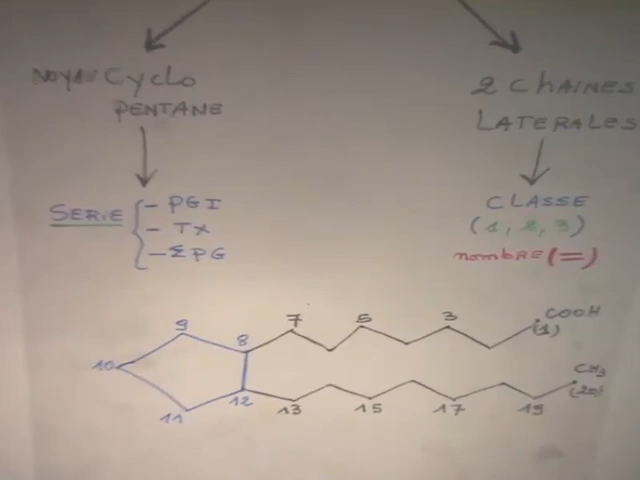 NOYAU Cyclo
PENTANE
2 CHAINES
LATERALES
SERIE
- PGI
- TX
- ΣPG
CLASSE
(1, 2, 3)
nombRE (=)
9
10
8
11
12
7
5
3
COOH
(1)
13
15
17
19
CH3
(20)